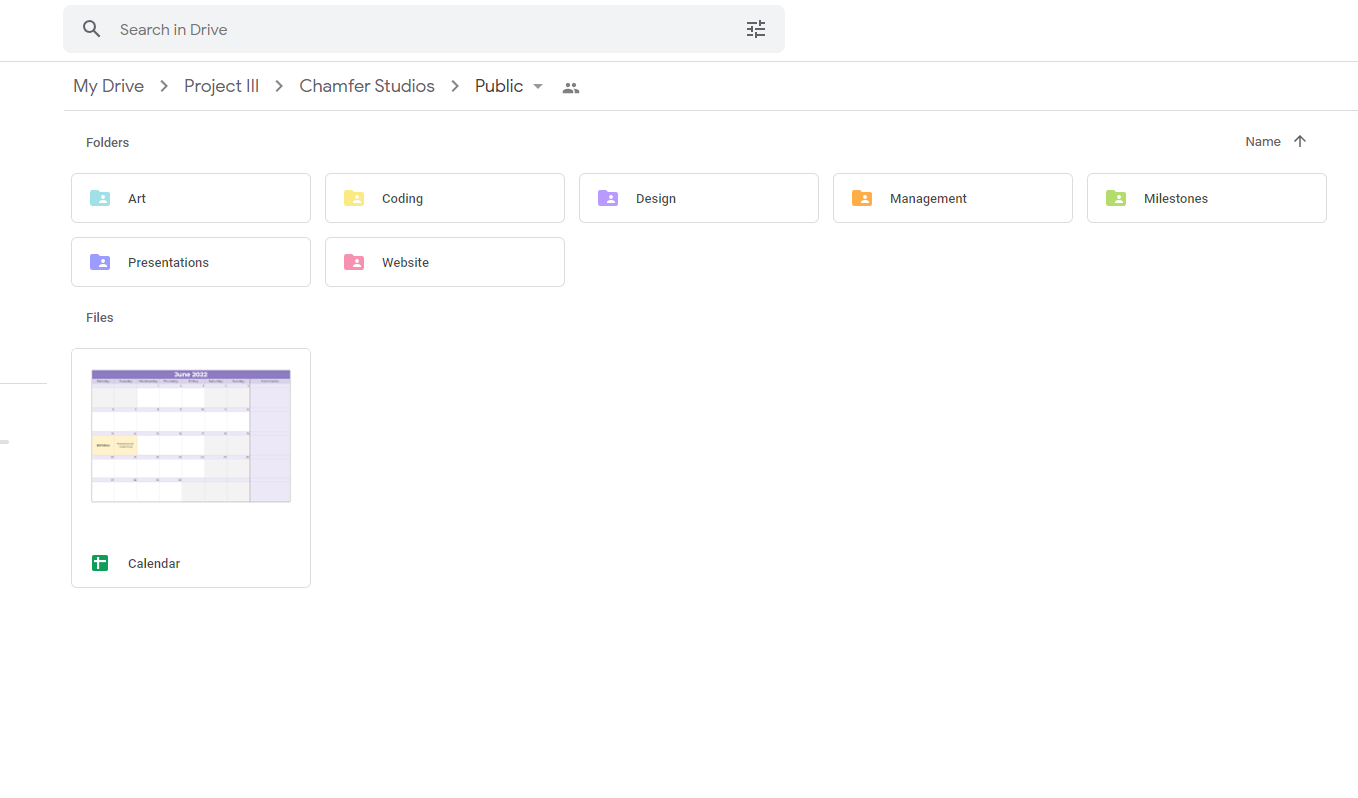 Search in Drive
My Drive > Project III > Chamfer Studios > Public
Folders
Name
Art
Coding
Design
Management
Milestones
Presentations
Website
Files
June 2022
Calendar